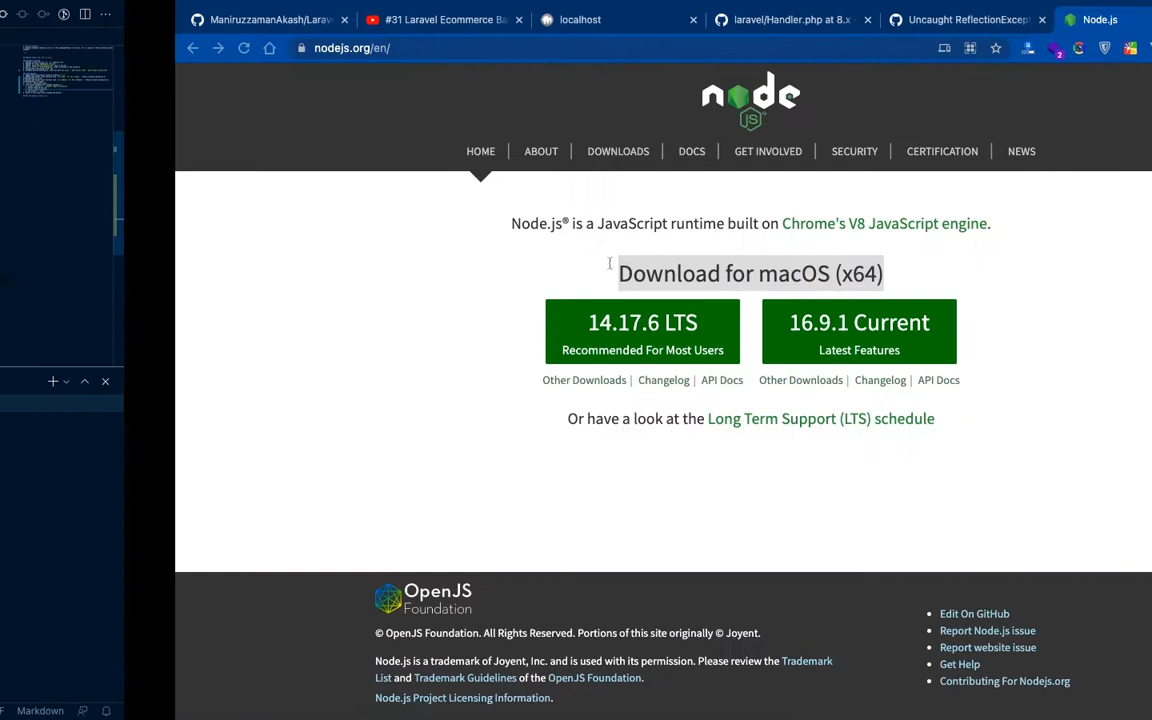 ManiruzzamanAkash/Larav
#31 Laravel Ecommerce Ba
localhost
laravel/Handler.php at 8.x
Uncaught ReflectionExcept
Node.js
nodejs.org/en/
2
node
JS
HOME
ABOUT
DOWNLOADS
DOCS
GET INVOLVED
SECURITY
CERTIFICATION
NEWS
Node.js® is a JavaScript runtime built on Chrome's V8 JavaScript engine.
Download for macOS (x64)
14.17.6 LTS
Recommended For Most Users
16.9.1 Current
Latest Features
Other Downloads | Changelog | API Docs
Other Downloads | Changelog | API Docs
Or have a look at the Long Term Support (LTS) schedule
OpenJS
Foundation
© OpenJS Foundation. All Rights Reserved. Portions of this site originally © Joyent.
Node.js is a trademark of Joyent, Inc. and is used with its permission. Please review the Trademark
List and Trademark Guidelines of the OpenJS Foundation.
Node.js Project Licensing Information.
Edit On GitHub
Report Node.js issue
Report website issue
Get Help
Contributing For Nodejs.org
Markdown